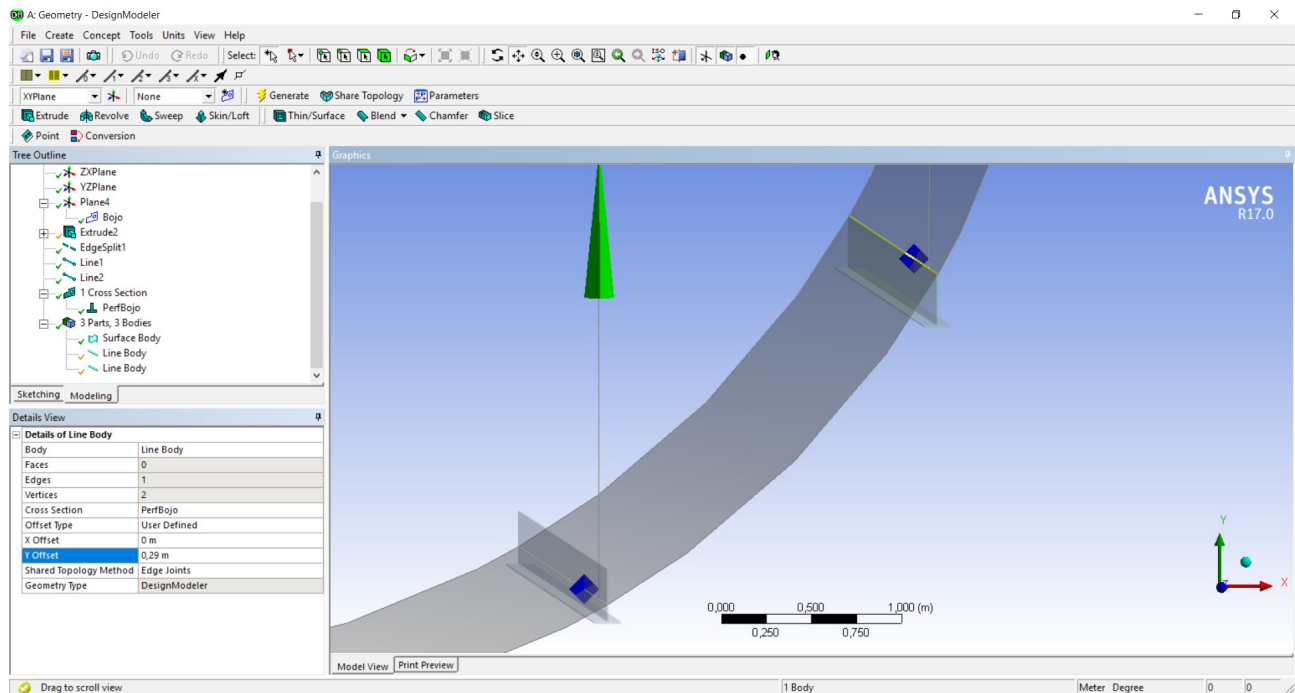 A: Geometry - DesignModeler
File Create Concept Tools Units View Help
Undo Redo Select:
XYPlane None Generate Share Topology Parameters
Extrude Revolve Sweep Skin/Loft Thin/Surface Blend Chamfer Slice
Point Conversion
Tree Outline
ZXPlane
YZPlane
Plane4
Bojo
Extrude2
EdgeSplit1
Line1
Line2
1 Cross Section
PerfBojo
3 Parts, 3 Bodies
Surface Body
Line Body
Line Body
Sketching Modeling
Details View
Details of Line Body
Body Line Body
Faces 0
Edges 1
Vertices 2
Cross Section PerfBojo
Offset Type User Defined
X Offset 0 m
Y Offset 0,29 m
Shared Topology Method Edge Joints
Geometry Type DesignModeler
Graphics
ANSYS
R17.0
Y
X
0,000 0,500 1,000 (m)
0,250 0,750
Model View Print Preview
Drag to scroll view 1 Body Meter Degree 0 0